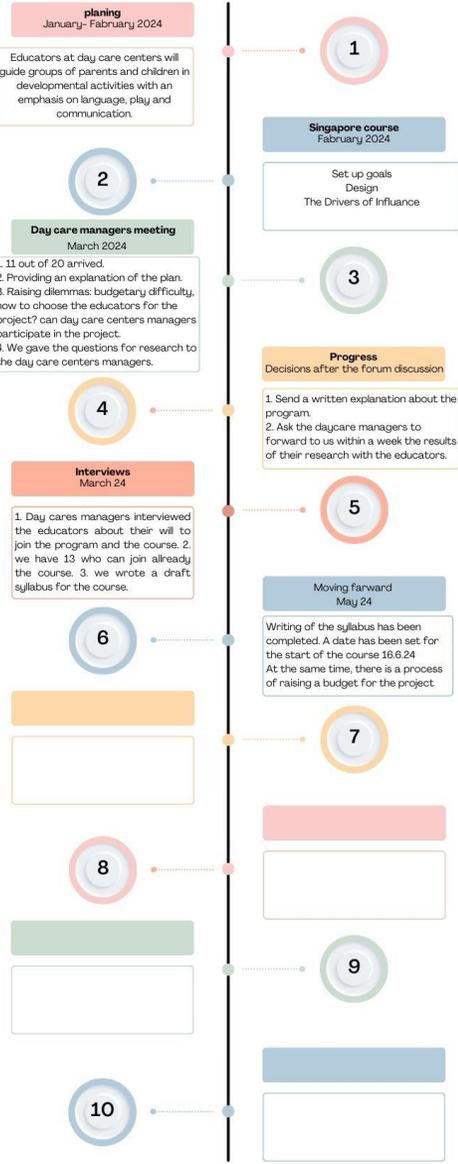 planing
January- Fabruary 2024
1
Educators at day care centers will
guide groups of parents and children in
developmental activities with an
emphasis on language, play and
communication.
Singapore course
Fabruary 2024
2
Set up goals
Design
The Drivers of Influance
Day care managers meeting
March 2024
3
. 11 out of 20 arrived.
2. Providing an explanation of the plan.
3. Raising dilemmas: budgetary difficulty,
how to choose the educators for the
project? can day care centers managers
participate in the project.
4. We gave the questions for research to
the day care centers managers.
Progress
Decisions after the forum discussion
4
1. Send a written explanation about the
program.
2. Ask the daycare managers to
forward to us within a week the results
of their research with the educators.
Interviews
March 24
5
1. Day cares managers interviewed
the educators about their will to
join the program and the course. 2.
we have 13 who can join allready
the course. 3. we wrote a draft
syllabus for the course.
Moving farward
May 24
6
Writing of the syllabus has been
completed. A date has been set for
the start of the course 16.6.24
At the same time, there is a process
of raising a budget for the project
7
8
9
10